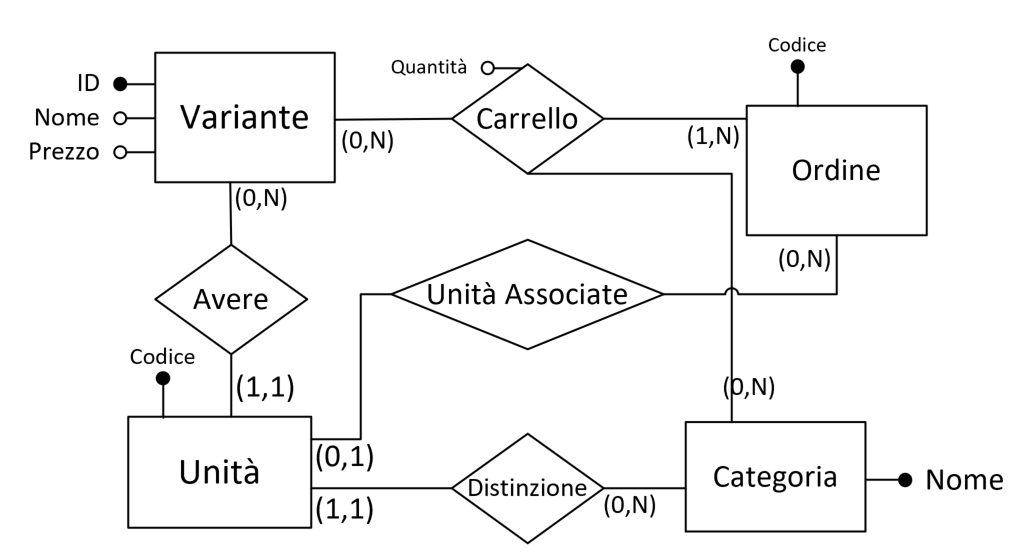 Codice
Quantità
ID
Nome
Prezzo
Variante
(0,N)
Carrello
(1,N)
Ordine
(0,N)
(0,N)
Avere
Unità Associate
Codice
(1,1)
(0,N)
Unità
(0,1)
(1,1)
Distinzione
(0,N)
Categoria
Nome